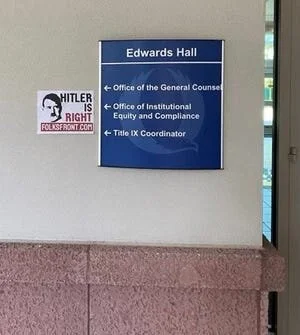 Edwards Hall
← Office of the General Counsel
← Office of Institutional
Equity and Compliance
← Title IX Coordinator
HITLER
IS
RIGHT
FOLKSFRONT.COM